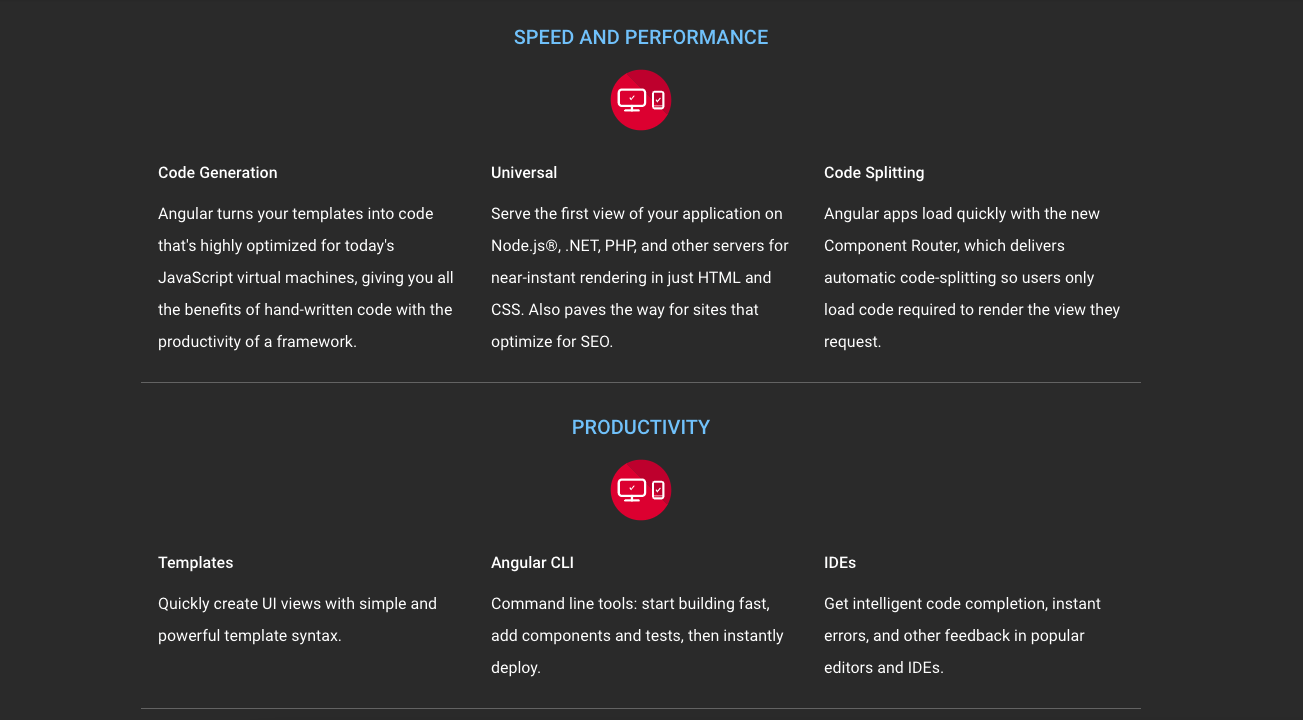 SPEED AND PERFORMANCE
Code Generation
Angular turns your templates into code
that's highly optimized for today's
JavaScript virtual machines, giving you all
the benefits of hand-written code with the
productivity of a framework.
Universal
Serve the first view of your application on
Node.js®, .NET, PHP, and other servers for
near-instant rendering in just HTML and
CSS. Also paves the way for sites that
optimize for SEO.
Code Splitting
Angular apps load quickly with the new
Component Router, which delivers
automatic code-splitting so users only
load code required to render the view they
request.
PRODUCTIVITY
Templates
Quickly create UI views with simple and
powerful template syntax.
Angular CLI
Command line tools: start building fast,
add components and tests, then instantly
deploy.
IDEs
Get intelligent code completion, instant
errors, and other feedback in popular
editors and IDEs.